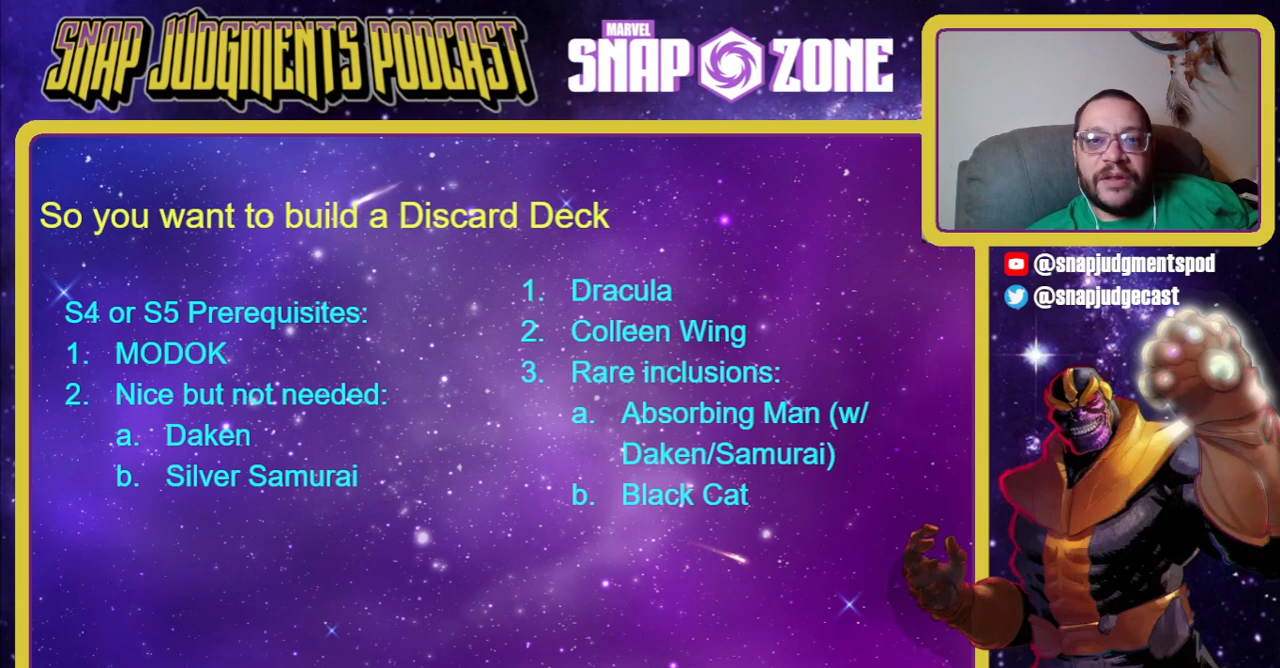 SNAP JUDGMENTS PODCAST
MARVEL
SNAP ZONE
So you want to build a Discard Deck
S4 or S5 Prerequisites:
1. MODOK
2. Nice but not needed:
a. Daken
b. Silver Samurai
1. Dracula
2. Colleen Wing
3. Rare inclusions:
a. Absorbing Man (w/
Daken/Samurai)
b. Black Cat
@snapjudgmentspod
@snapjudgecast